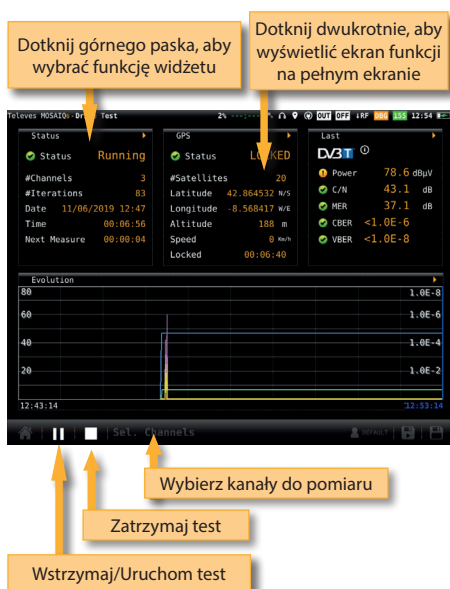 Dotknij górnego paska, aby
wybrać funkcję widżetu
Dotknij dwukrotnie, aby
wyświetlić ekran funkcji
na pełnym ekranie
Televes MOSAIQ6-Drive Test 2% OUT OFF ↓RF DBG 155 12:54
Status
Status Running
#Channels 3
#Iterations 83
Date 11/06/2019 12:47
Time 00:06:56
Next Measure 00:00:04
GPS
Status LOCKED
#Satellites 20
Latitude 42.864532 N/S
Longitude -8.568417 W/E
Altitude 188 m
Speed 0 Km/h
Locked 00:06:40
Last
DVB T
Power 78.6 dBµV
C/N 43.1 dB
MER 37.1 dB
CBER <1.0E-6
VBER <1.0E-8
Evolution
80 1.0E-8
60 1.0E-6
40 1.0E-4
20 1.0E-2
12:43:14 12:53:14
Sel. Channels DEFAULT
Wybierz kanały do pomiaru
Zatrzymaj test
Wstrzymaj/Uruchom test